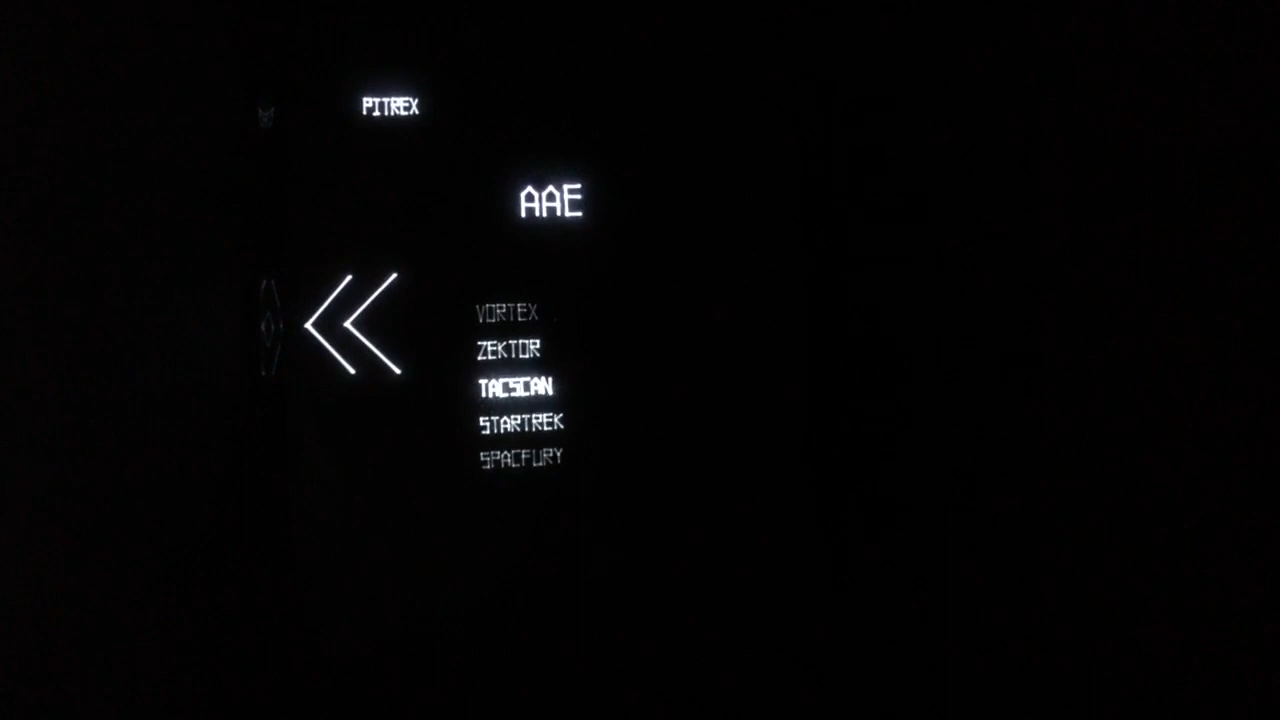 PITREX
AAE
VORTEX
ZEKTOR
TACSCAN
STARTREK
SPACFURY